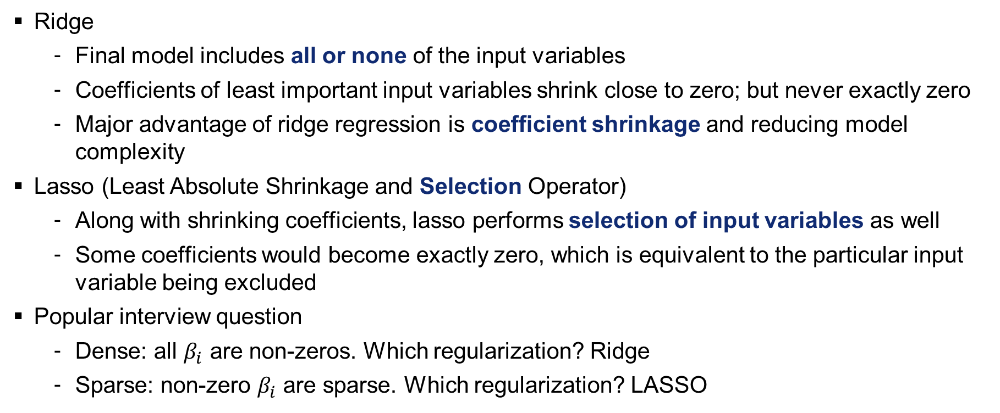 ▪ Ridge
- Final model includes all or none of the input variables
- Coefficients of least important input variables shrink close to zero; but never exactly zero
- Major advantage of ridge regression is coefficient shrinkage and reducing model
complexity
▪ Lasso (Least Absolute Shrinkage and Selection Operator)
- Along with shrinking coefficients, lasso performs selection of input variables as well
- Some coefficients would become exactly zero, which is equivalent to the particular input
variable being excluded
▪ Popular interview question
- Dense: all βᵢ are non-zeros. Which regularization? Ridge
- Sparse: non-zero βᵢ are sparse. Which regularization? LASSO